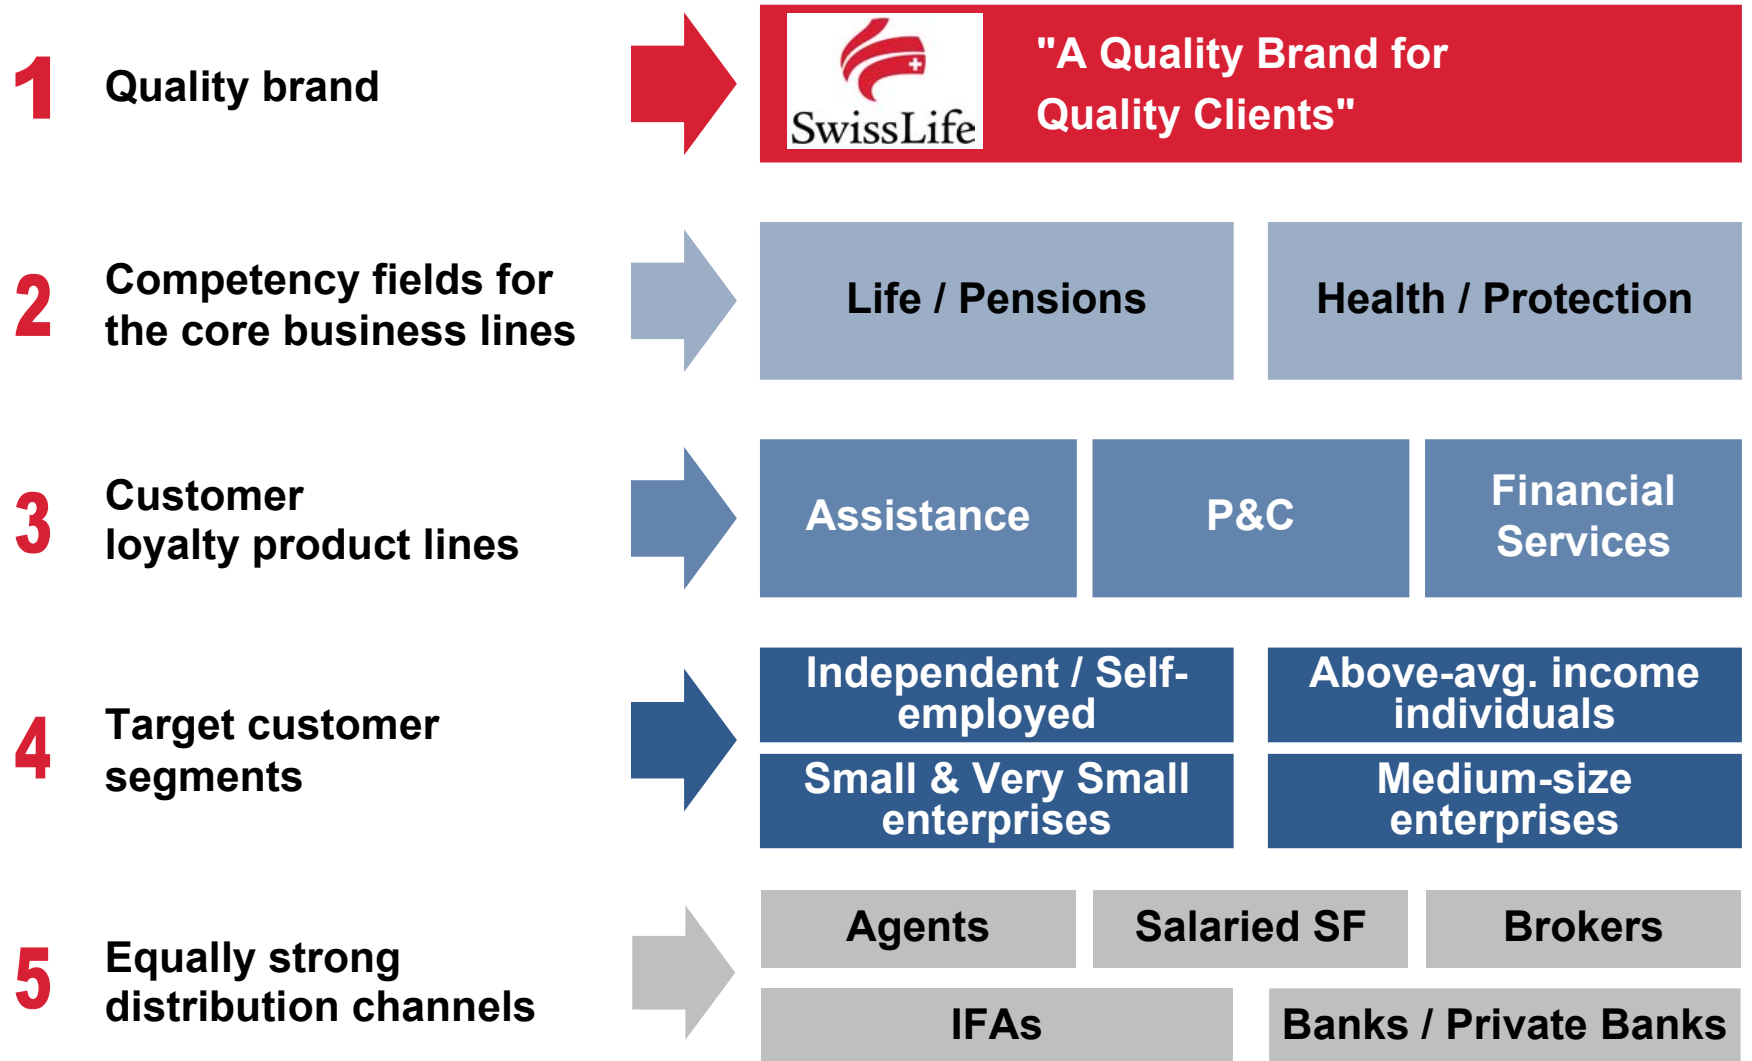 1
Quality brand
SwissLife
"A Quality Brand for
Quality Clients"
2
Competency fields for
the core business lines
Life / Pensions
Health / Protection
3
Customer
loyalty product lines
Assistance
P&C
Financial
Services
4
Target customer
segments
Independent / Self-
employed
Above-avg. income
individuals
Small & Very Small
enterprises
Medium-size
enterprises
5
Equally strong
distribution channels
Agents
Salaried SF
Brokers
IFAs
Banks / Private Banks